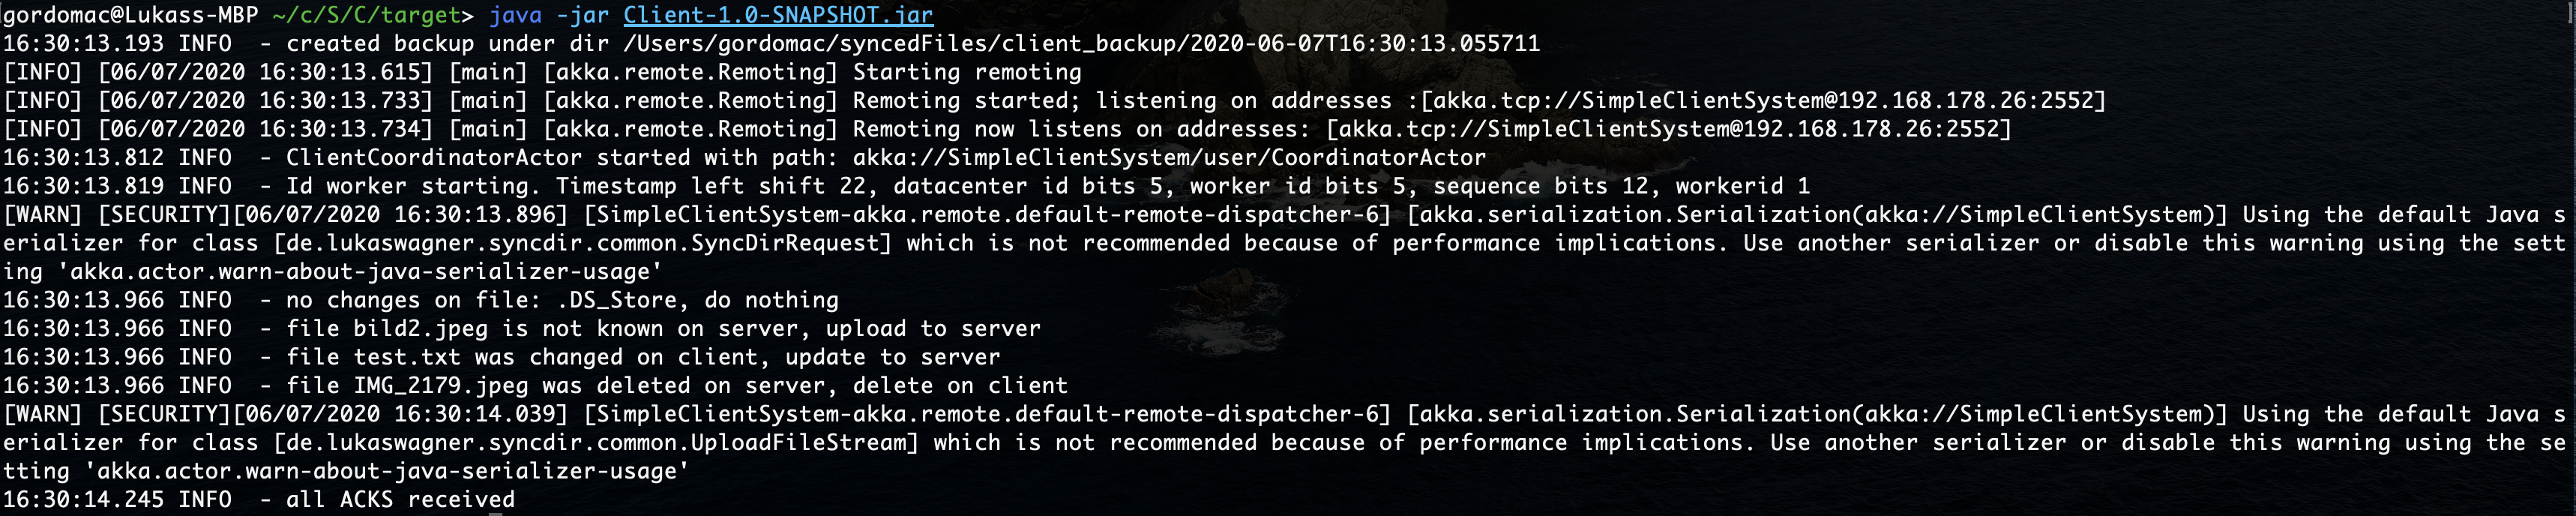 gordomac@Lukass-MBP ~/c/S/C/target> java -jar Client-1.0-SNAPSHOT.jar
16:30:13.193 INFO  - created backup under dir /Users/gordomac/syncedFiles/client_backup/2020-06-07T16:30:13.055711
[INFO] [06/07/2020 16:30:13.615] [main] [akka.remote.Remoting] Starting remoting
[INFO] [06/07/2020 16:30:13.733] [main] [akka.remote.Remoting] Remoting started; listening on addresses :[akka.tcp://SimpleClientSystem@192.168.178.26:2552]
[INFO] [06/07/2020 16:30:13.734] [main] [akka.remote.Remoting] Remoting now listens on addresses: [akka.tcp://SimpleClientSystem@192.168.178.26:2552]
16:30:13.812 INFO  - ClientCoordinatorActor started with path: akka://SimpleClientSystem/user/CoordinatorActor
16:30:13.819 INFO  - Id worker starting. Timestamp left shift 22, datacenter id bits 5, worker id bits 5, sequence bits 12, workerid 1
[WARN] [SECURITY][06/07/2020 16:30:13.896] [SimpleClientSystem-akka.remote.default-remote-dispatcher-6] [akka.serialization.Serialization(akka://SimpleClientSystem)] Using the default Java s
erializer for class [de.lukaswagner.syncdir.common.SyncDirRequest] which is not recommended because of performance implications. Use another serializer or disable this warning using the sett
ing 'akka.actor.warn-about-java-serializer-usage'
16:30:13.966 INFO  - no changes on file: .DS_Store, do nothing
16:30:13.966 INFO  - file bild2.jpeg is not known on server, upload to server
16:30:13.966 INFO  - file test.txt was changed on client, update to server
16:30:13.966 INFO  - file IMG_2179.jpeg was deleted on server, delete on client
[WARN] [SECURITY][06/07/2020 16:30:14.039] [SimpleClientSystem-akka.remote.default-remote-dispatcher-6] [akka.serialization.Serialization(akka://SimpleClientSystem)] Using the default Java s
erializer for class [de.lukaswagner.syncdir.common.UploadFileStream] which is not recommended because of performance implications. Use another serializer or disable this warning using the se
tting 'akka.actor.warn-about-java-serializer-usage'
16:30:14.245 INFO  - all ACKS received